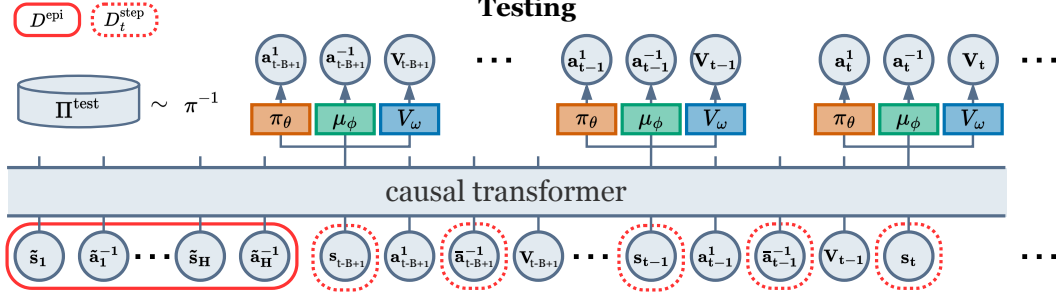 Testing
D^epi D_t^step
Π^test ~ π^-1
a^1_t-B+1 a^-1_t-B+1 V_t-B+1 ... a^1_t-1 a^-1_t-1 V_t-1 a^1_t a^-1_t V_t ...
π_θ μ_ϕ V_ω π_θ μ_ϕ V_ω π_θ μ_ϕ V_ω
causal transformer
s̃_1 ã^-1_1 ... s̃_H ã^-1_H s_t-B+1 a^1_t-B+1 ā^-1_t-B+1 V_t-B+1 ... s_t-1 a^1_t-1 ā^-1_t-1 V_t-1 s_t ...